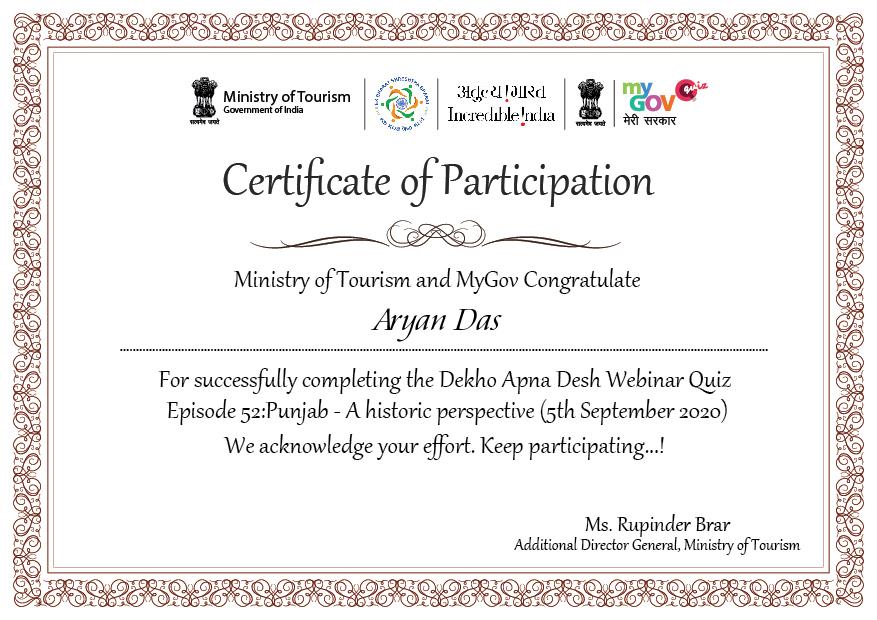 Ministry of Tourism
Government of India
सत्यमेव जयते
EK BHARAT SHRESHTHA BHARAT
अतुल्य !भारत
Incredible!ndia
सत्यमेव जयते
my
GOV
Quiz
मेरी सरकार
Certificate of Participation
Ministry of Tourism and MyGov Congratulate
Aryan Das
For successfully completing the Dekho Apna Desh Webinar Quiz
Episode 52:Punjab - A historic perspective (5th September 2020)
We acknowledge your effort. Keep participating...!
Ms. Rupinder Brar
Additional Director General, Ministry of Tourism